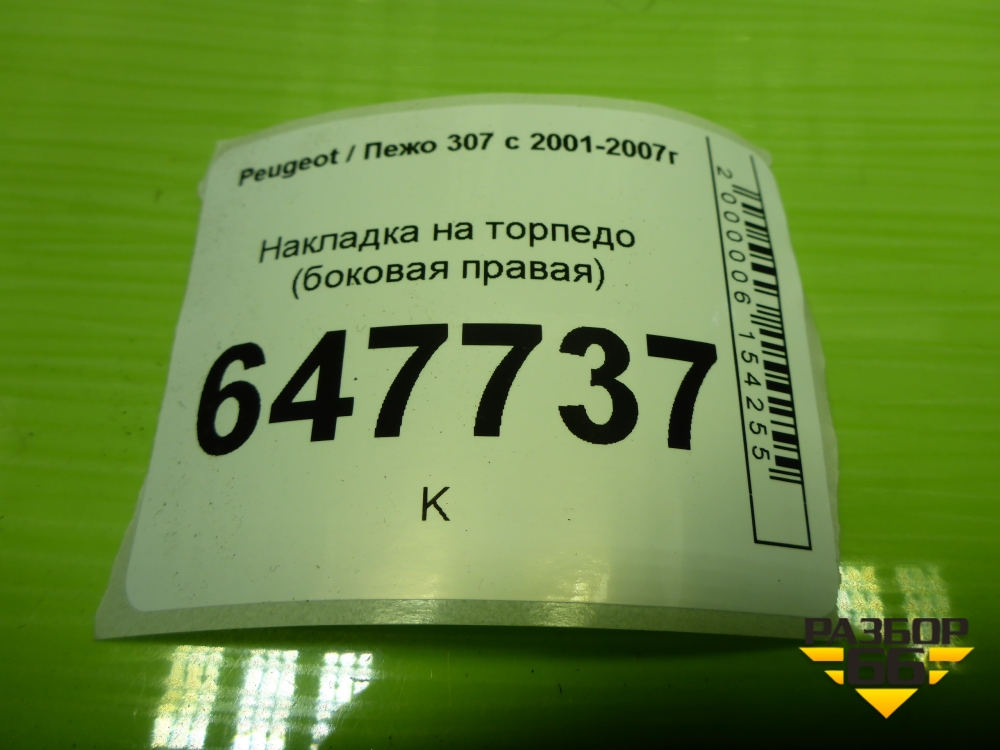 Peugeot / Пежо 307 с 2001-2007г
Накладка на торпедо
(боковая правая)
647737
К
2000006154255
РАЗБОР
66